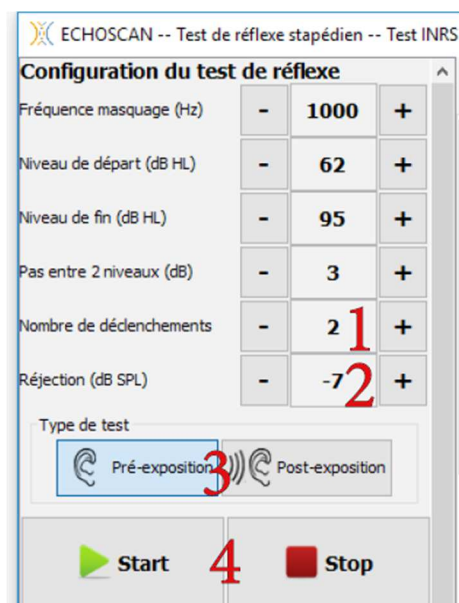 ECHOSCAN -- Test de réflexe stapédien -- Test INRS
Configuration du test de réflexe
Fréquence masquage (Hz) - 1000 +
Niveau de départ (dB HL) - 62 +
Niveau de fin (dB HL) - 95 +
Pas entre 2 niveaux (dB) - 3 +
Nombre de déclenchements - 2 1 +
Réjection (dB SPL) - -7 2 +
Type de test
Pré-exposition 3 Post-exposition
Start 4 Stop